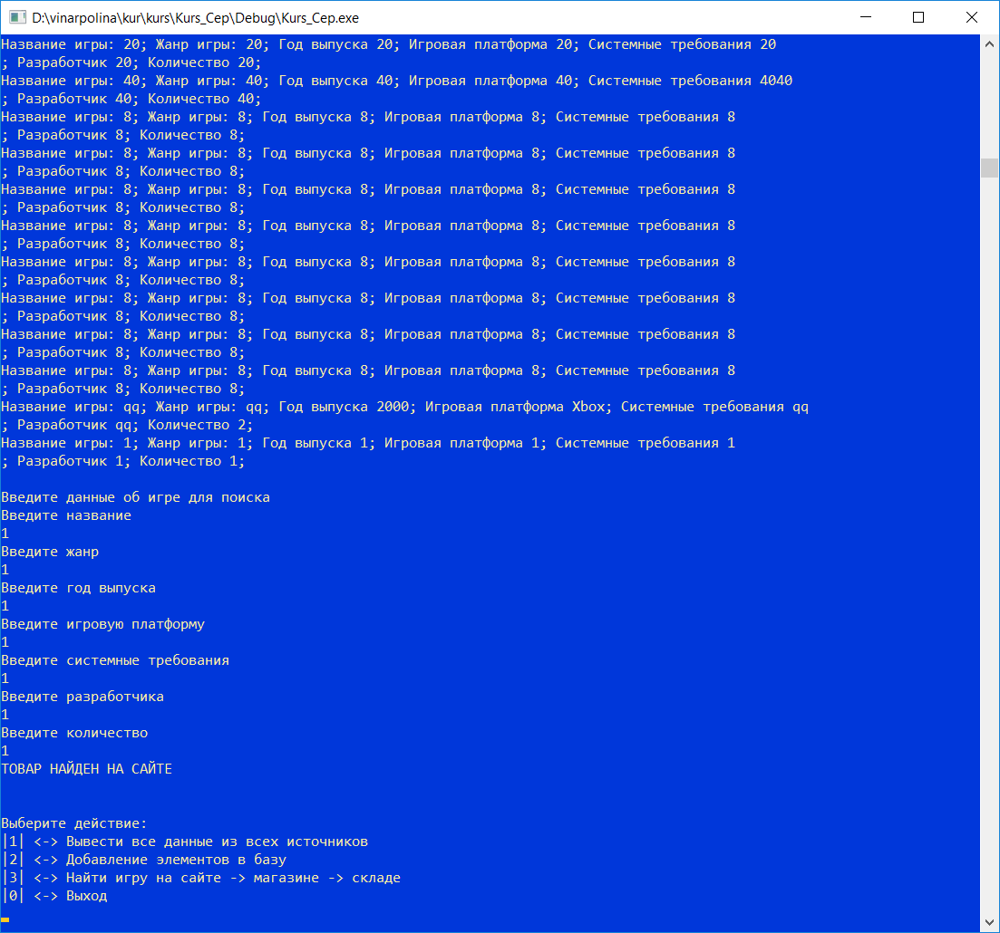 D:\vinarpolina\kur\kurs\Kurs_Cep\Debug\Kurs_Cep.exe
Название игры: 20; Жанр игры: 20; Год выпуска 20; Игровая платформа 20; Системные требования 20
; Разработчик 20; Количество 20;
Название игры: 40; Жанр игры: 40; Год выпуска 40; Игровая платформа 40; Системные требования 4040
; Разработчик 40; Количество 40;
Название игры: 8; Жанр игры: 8; Год выпуска 8; Игровая платформа 8; Системные требования 8
; Разработчик 8; Количество 8;
Название игры: 8; Жанр игры: 8; Год выпуска 8; Игровая платформа 8; Системные требования 8
; Разработчик 8; Количество 8;
Название игры: 8; Жанр игры: 8; Год выпуска 8; Игровая платформа 8; Системные требования 8
; Разработчик 8; Количество 8;
Название игры: 8; Жанр игры: 8; Год выпуска 8; Игровая платформа 8; Системные требования 8
; Разработчик 8; Количество 8;
Название игры: 8; Жанр игры: 8; Год выпуска 8; Игровая платформа 8; Системные требования 8
; Разработчик 8; Количество 8;
Название игры: 8; Жанр игры: 8; Год выпуска 8; Игровая платформа 8; Системные требования 8
; Разработчик 8; Количество 8;
Название игры: 8; Жанр игры: 8; Год выпуска 8; Игровая платформа 8; Системные требования 8
; Разработчик 8; Количество 8;
Название игры: 8; Жанр игры: 8; Год выпуска 8; Игровая платформа 8; Системные требования 8
; Разработчик 8; Количество 8;
Название игры: qq; Жанр игры: qq; Год выпуска 2000; Игровая платформа Xbox; Системные требования qq
; Разработчик qq; Количество 2;
Название игры: 1; Жанр игры: 1; Год выпуска 1; Игровая платформа 1; Системные требования 1
; Разработчик 1; Количество 1;
Введите данные об игре для поиска
Введите название
1
Введите жанр
1
Введите год выпуска
1
Введите игровую платформу
1
Введите системные требования
1
Введите разработчика
1
Введите количество
1
ТОВАР НАЙДЕН НА САЙТЕ
Выберите действие:
|1| <-> Вывести все данные из всех источников
|2| <-> Добавление элементов в базу
|3| <-> Найти игру на сайте -> магазине -> складе
|0| <-> Выход